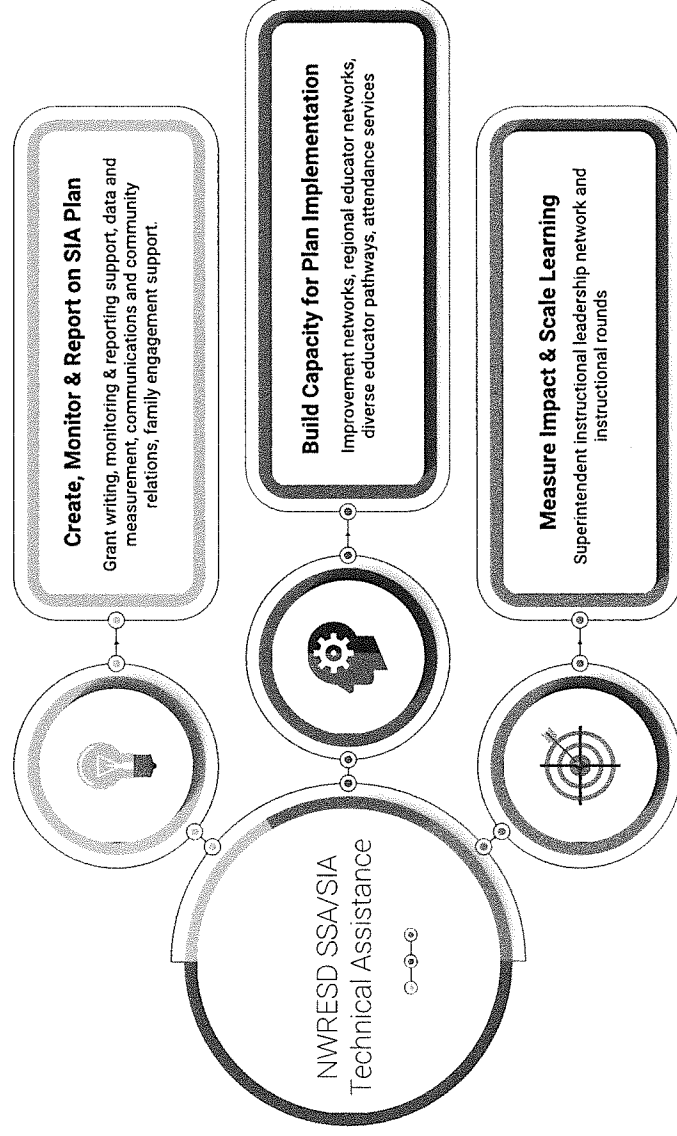 NWRESD SSA/SIA
Technical Assistance
Create, Monitor & Report on SIA Plan
Grant writing, monitoring & reporting support, data and
measurement, communications and community
relations, family engagement support.
Build Capacity for Plan Implementation
Improvement networks, regional educator networks,
diverse educator pathways, attendance services
Measure Impact & Scale Learning
Superintendent instructional leadership network and
instructional rounds